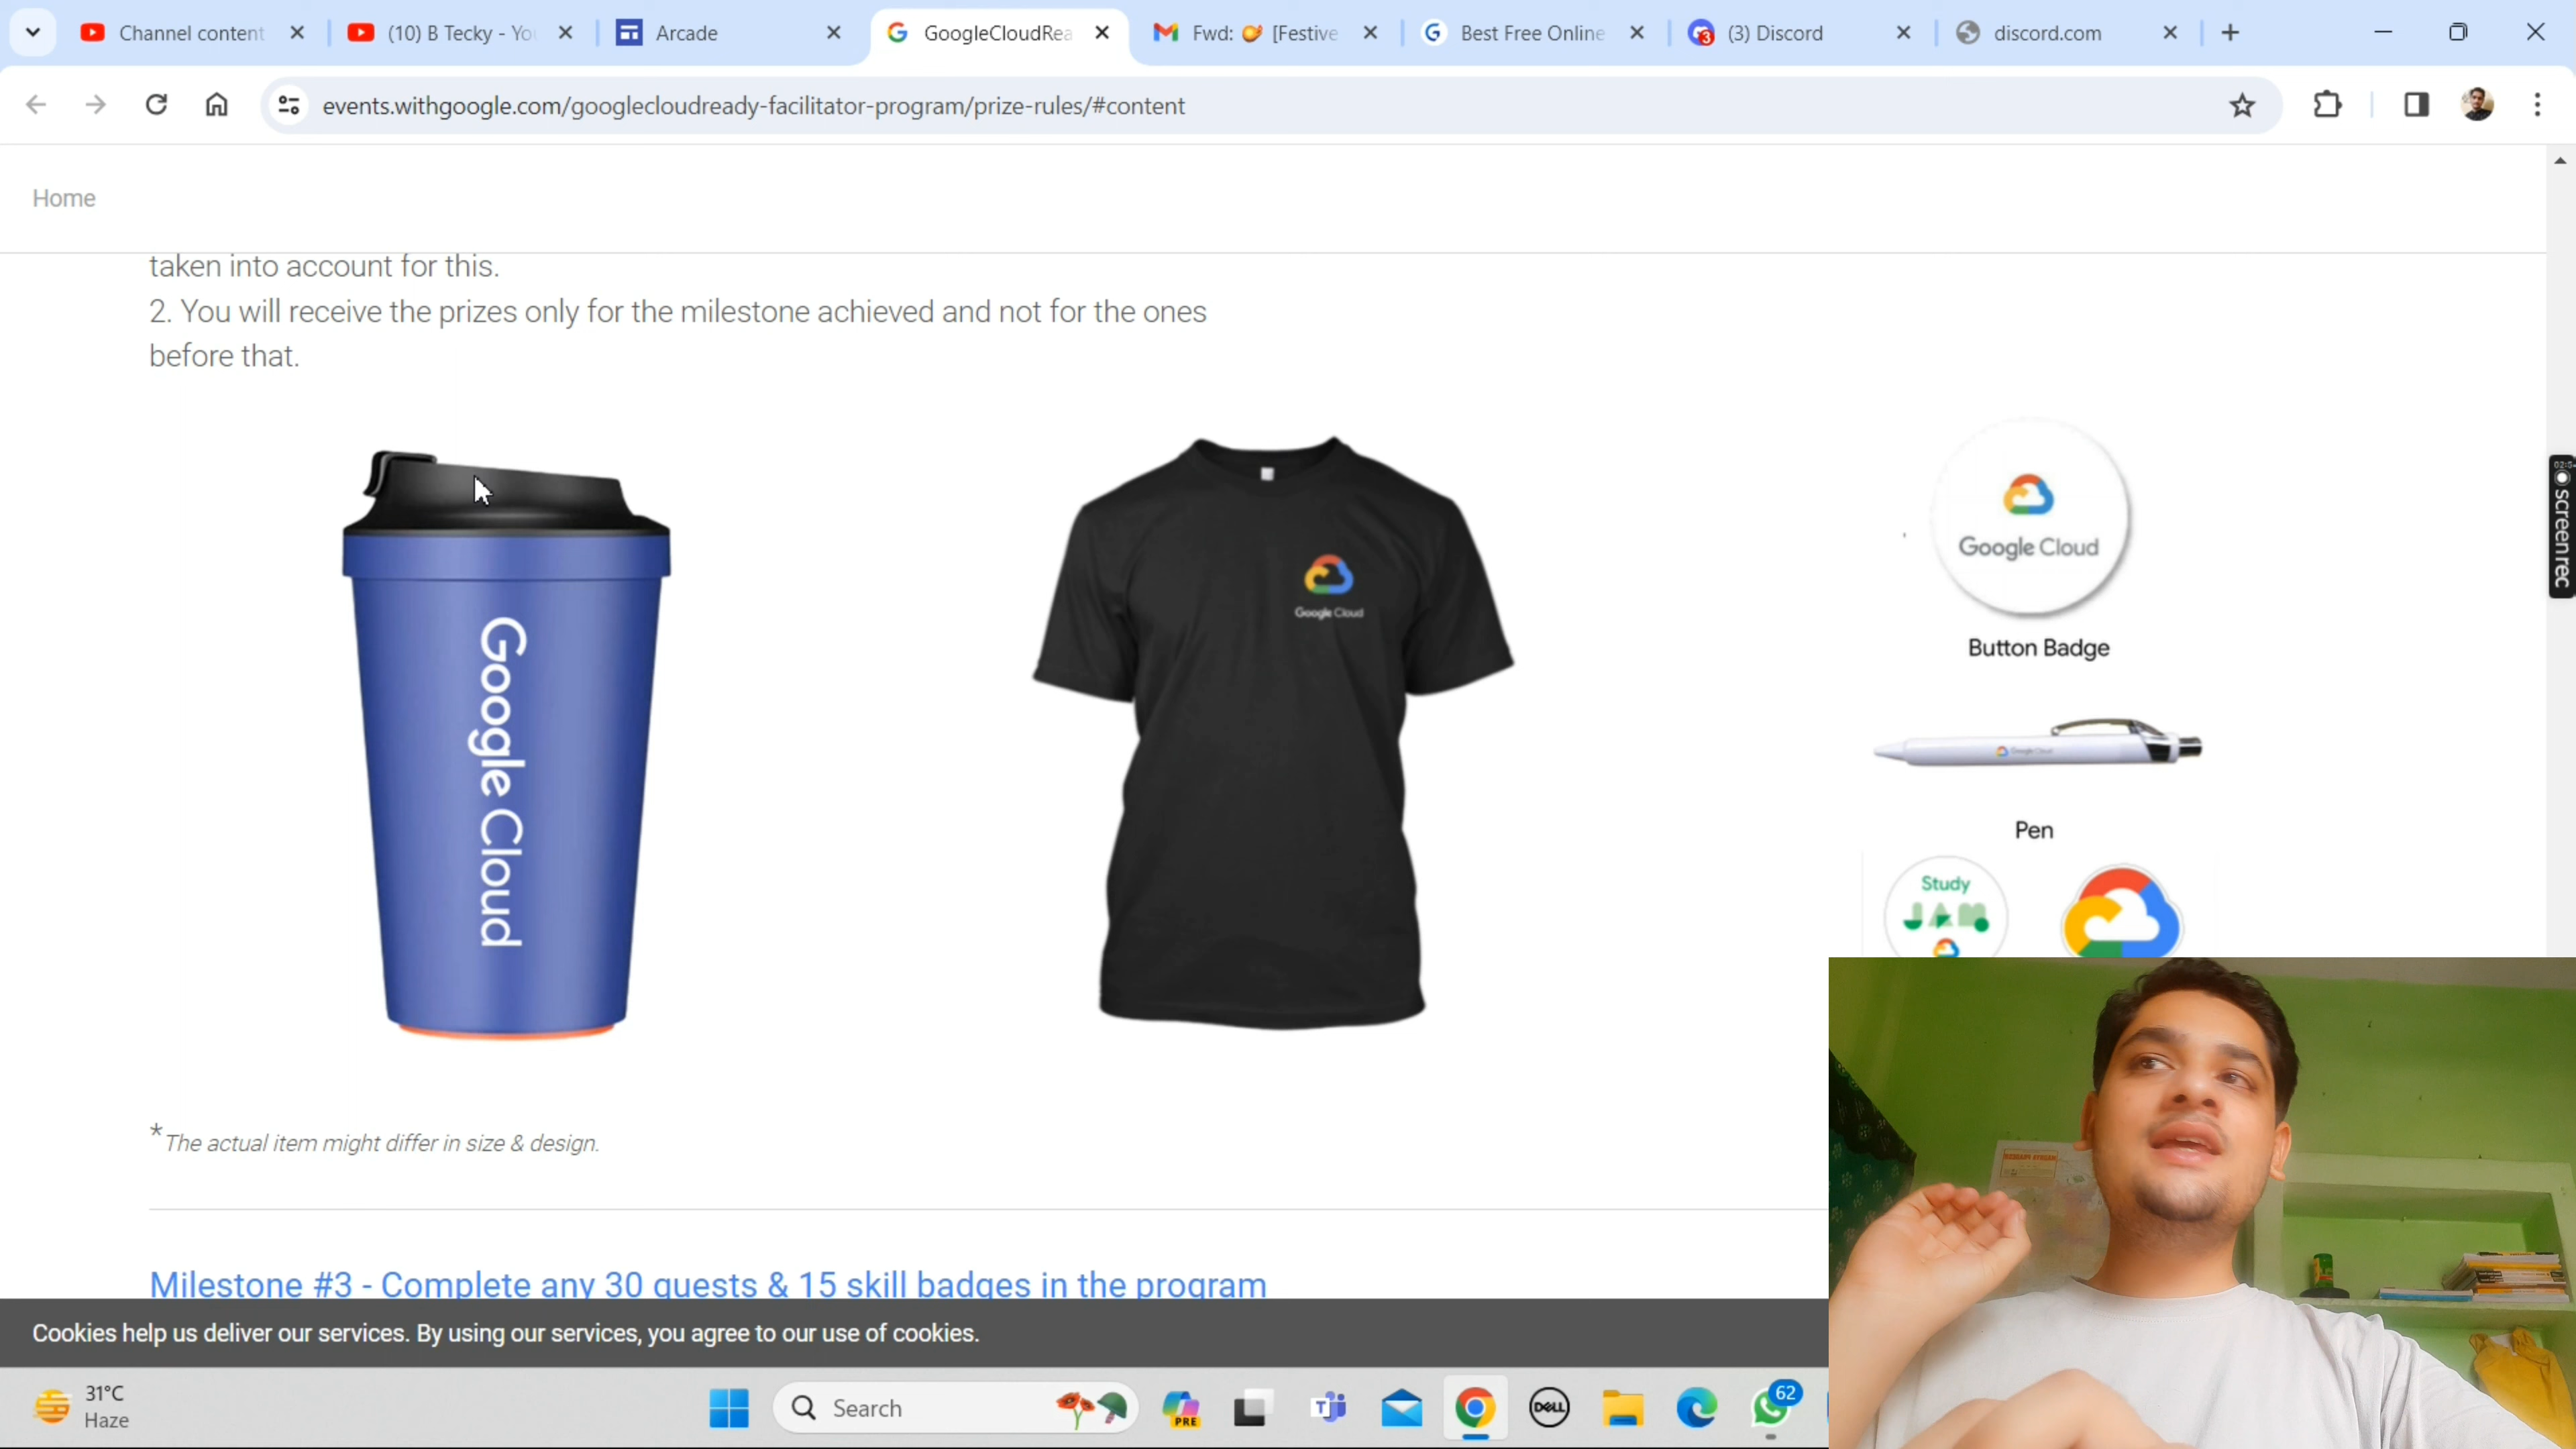 Channel content
(10) B Tecky - Yo
Arcade
GoogleCloudRea
Fwd: [Festive
Best Free Online
(3) Discord
discord.com
events.withgoogle.com/googlecloudready-facilitator-program/prize-rules/#content
Home
taken into account for this.
2. You will receive the prizes only for the milestone achieved and not for the ones
before that.
Google Cloud
Google Cloud
Google Cloud
Button Badge
Google Cloud
Pen
Study
JAM
*The actual item might differ in size & design.
Milestone #3 - Complete any 30 quests & 15 skill badges in the program
Cookies help us deliver our services. By using our services, you agree to our use of cookies.
screenrec
31°C
Haze
Search
PRE
DELL
62